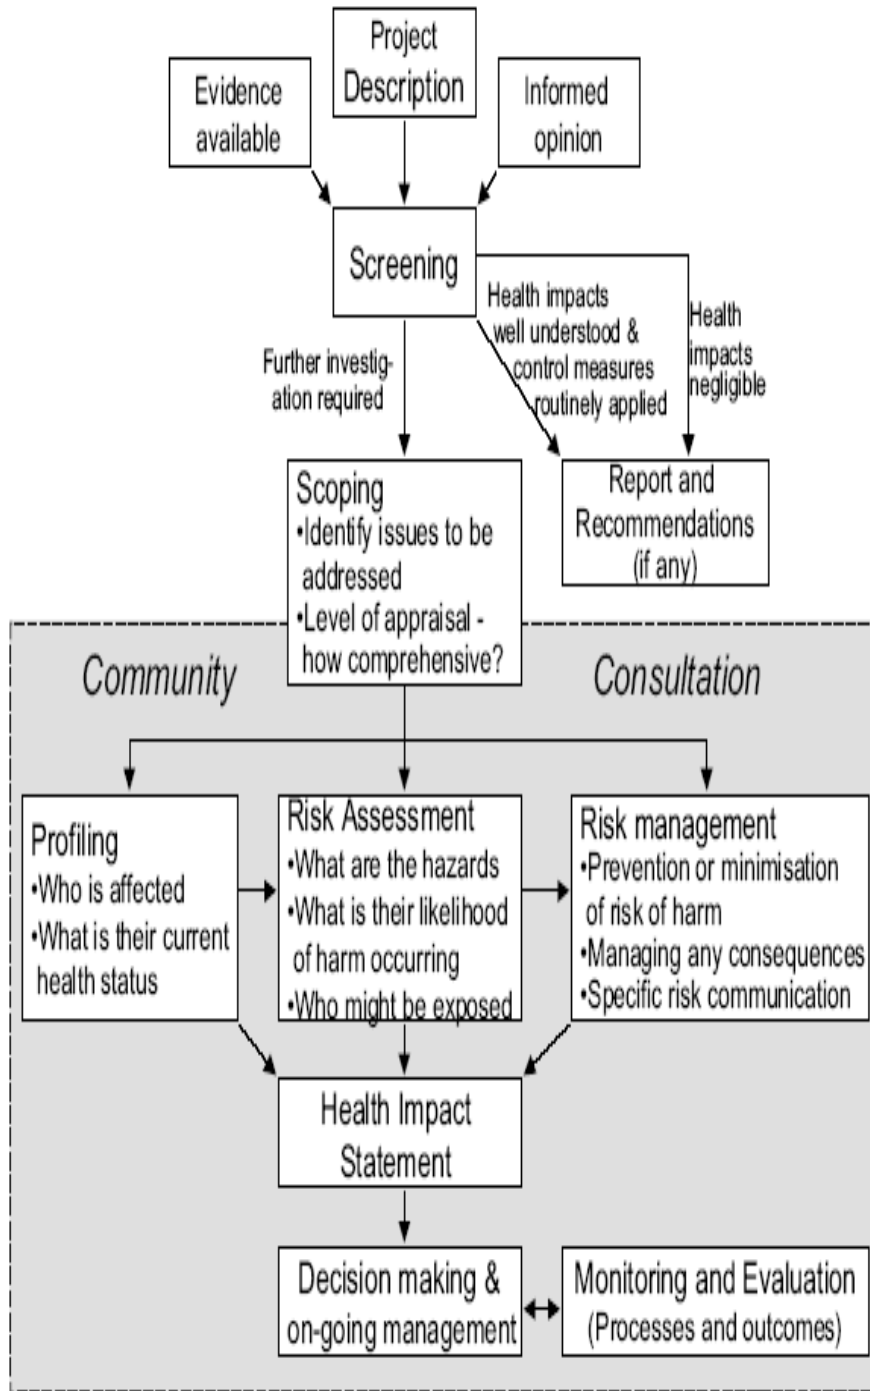 Project
Description
Evidence
available
Informed
opinion
Screening
Further investig-
ation required
Health impacts
well understood &
control measures
routinely applied
Health
impacts
negligible
Scoping
•Identify issues to be
addressed
•Level of appraisal -
how comprehensive?
Report and
Recommendations
(if any)
Community
Consultation
Profiling
•Who is affected
•What is their current
health status
Risk Assessment
•What are the hazards
•What is their likelihood
of harm occurring
•Who might be exposed
Risk management
•Prevention or minimisation
of risk of harm
•Managing any consequences
•Specific risk communication
Health Impact
Statement
Decision making &
on-going management
Monitoring and Evaluation
(Processes and outcomes)